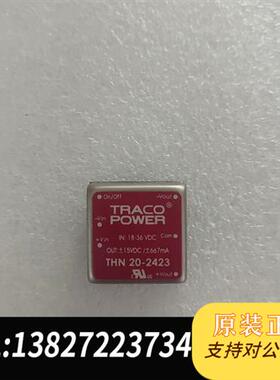 原装正
支持对公
On/Off
+Vout
TRACO®
POWER
-Vin
Com
+Vin
IN: 18-36 VDC
OUT: ±15VDC /±667mA
THN 20-2423
-Vout
:13827223734